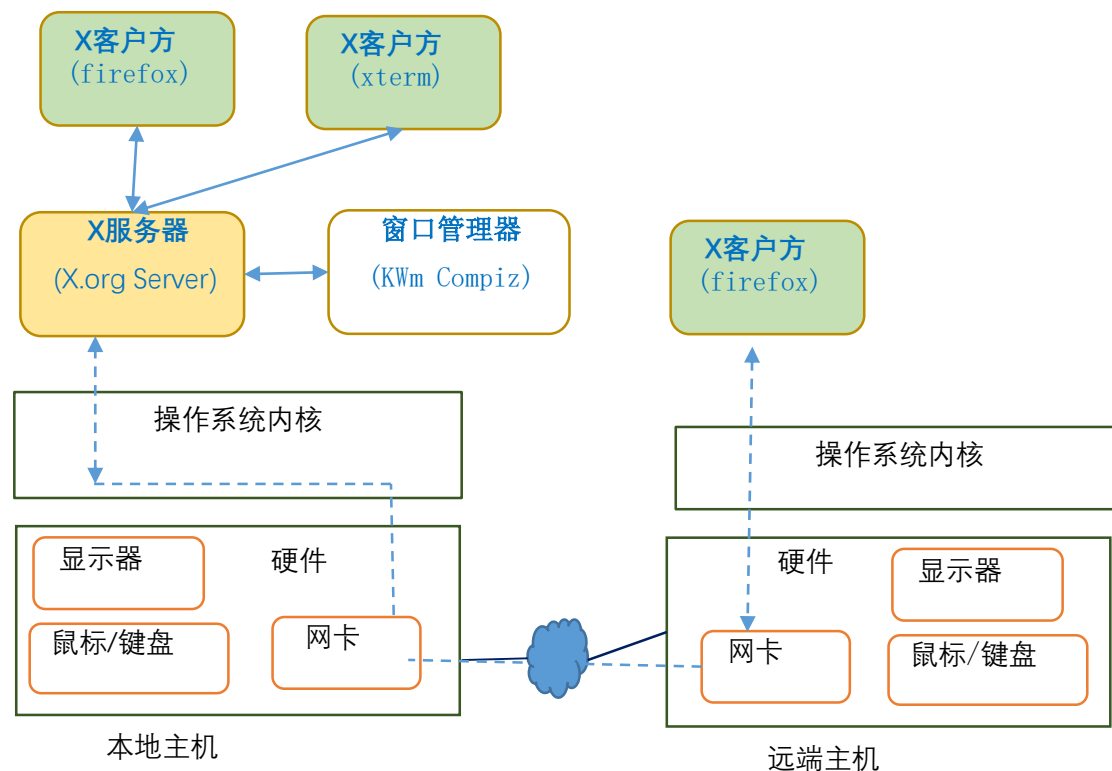 X客户方
(firefox)
X客户方
(xterm)
X服务器
(X.org Server)
窗口管理器
(KWm Compiz)
X客户方
(firefox)
操作系统内核
操作系统内核
显示器
硬件
鼠标/键盘
网卡
硬件
显示器
网卡
鼠标/键盘
本地主机
远端主机